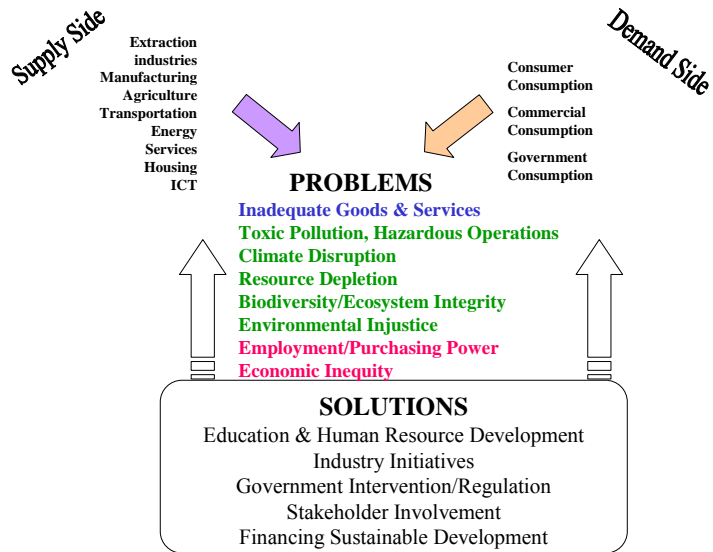 Supply Side
Extraction
industries
Manufacturing
Agriculture
Transportation
Energy
Services
Housing
ICT
Demand Side
Consumer
Consumption
Commercial
Consumption
Government
Consumption
PROBLEMS
Inadequate Goods & Services
Toxic Pollution, Hazardous Operations
Climate Disruption
Resource Depletion
Biodiversity/Ecosystem Integrity
Environmental Injustice
Employment/Purchasing Power
Economic Inequity
SOLUTIONS
Education & Human Resource Development
Industry Initiatives
Government Intervention/Regulation
Stakeholder Involvement
Financing Sustainable Development